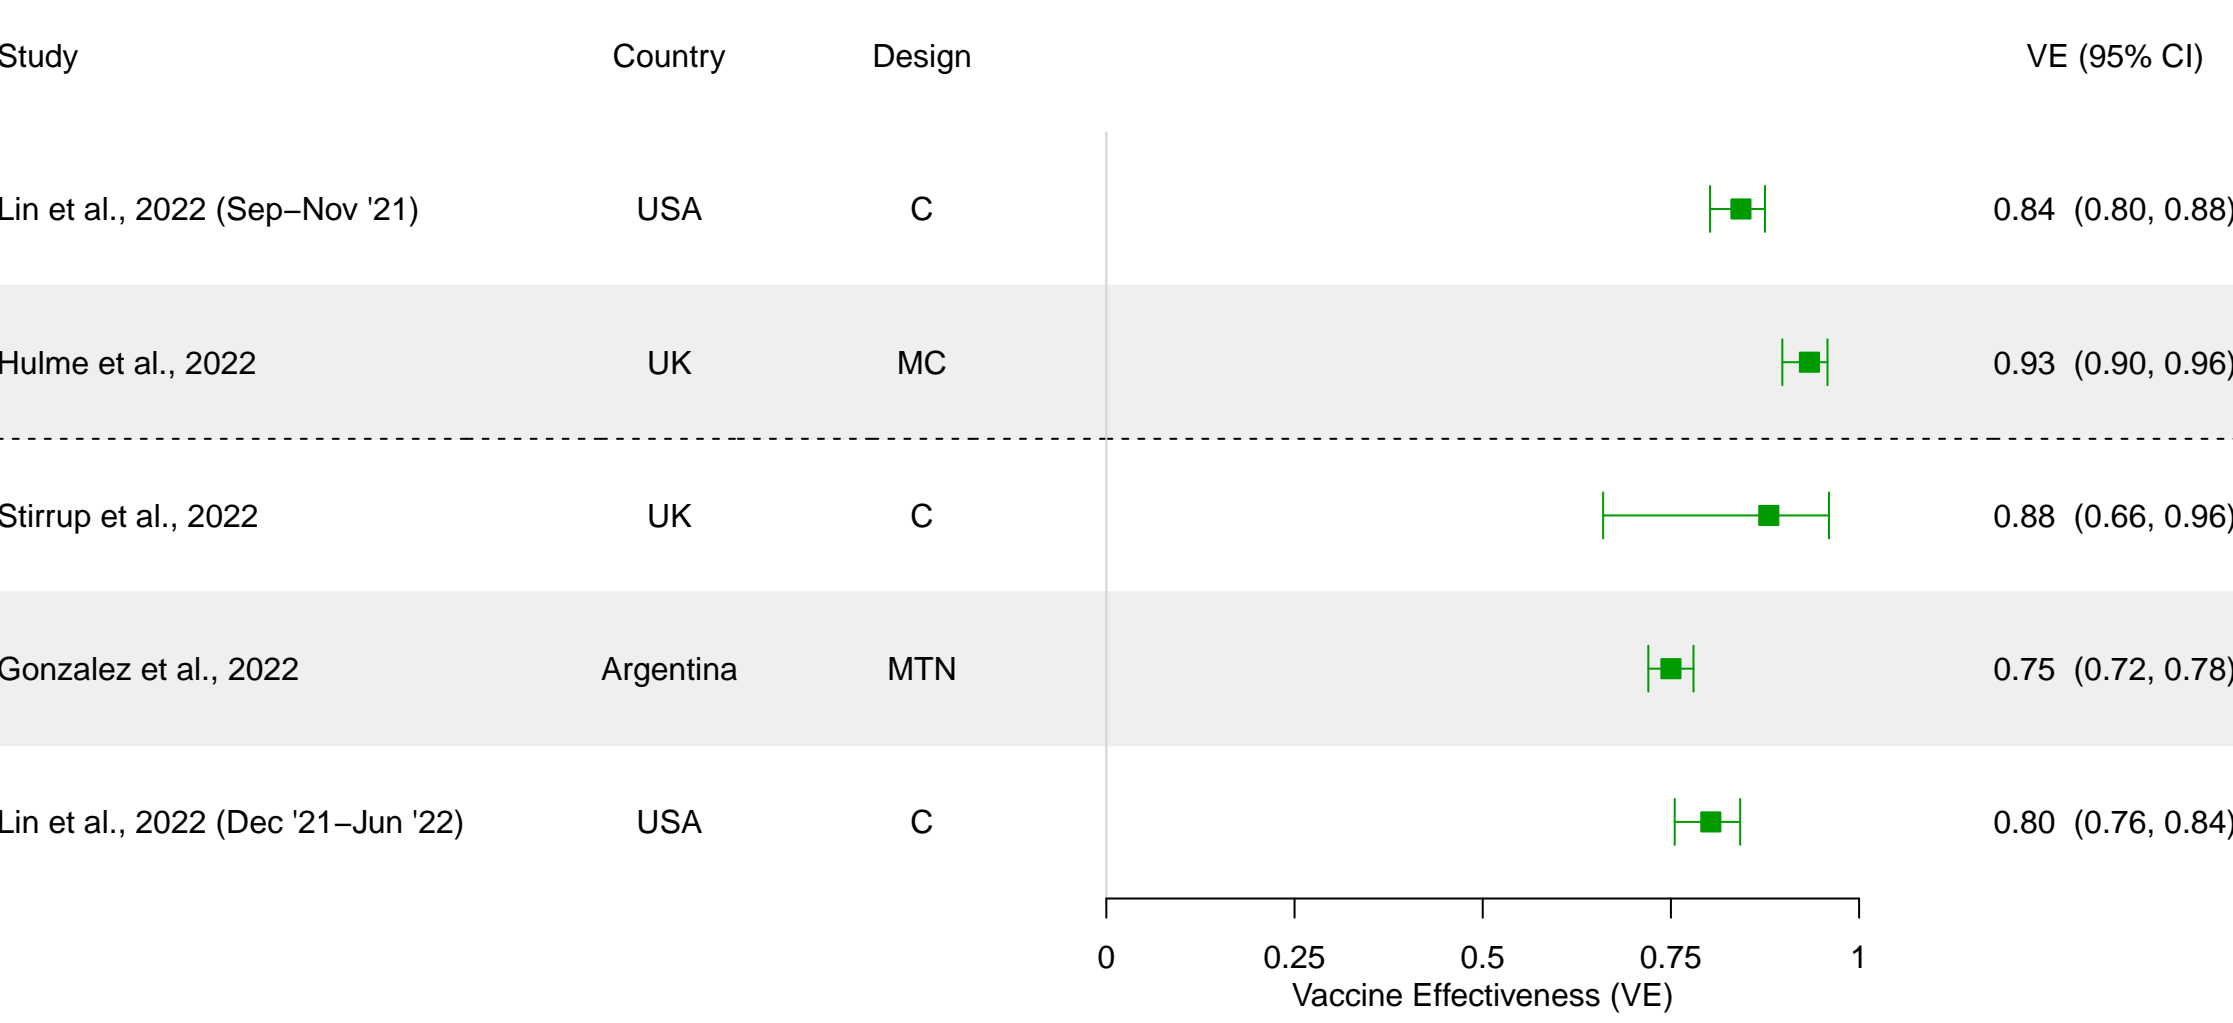 Study Country Design VE (95% CI)
Lin et al., 2022 (Sep−Nov '21) USA C 0.84 (0.80, 0.88)
Hulme et al., 2022 UK MC 0.93 (0.90, 0.96)
Stirrup et al., 2022 UK C 0.88 (0.66, 0.96)
Gonzalez et al., 2022 Argentina MTN 0.75 (0.72, 0.78)
Lin et al., 2022 (Dec '21−Jun '22) USA C 0.80 (0.76, 0.84)
0 0.25 0.5 0.75 1
Vaccine Effectiveness (VE)